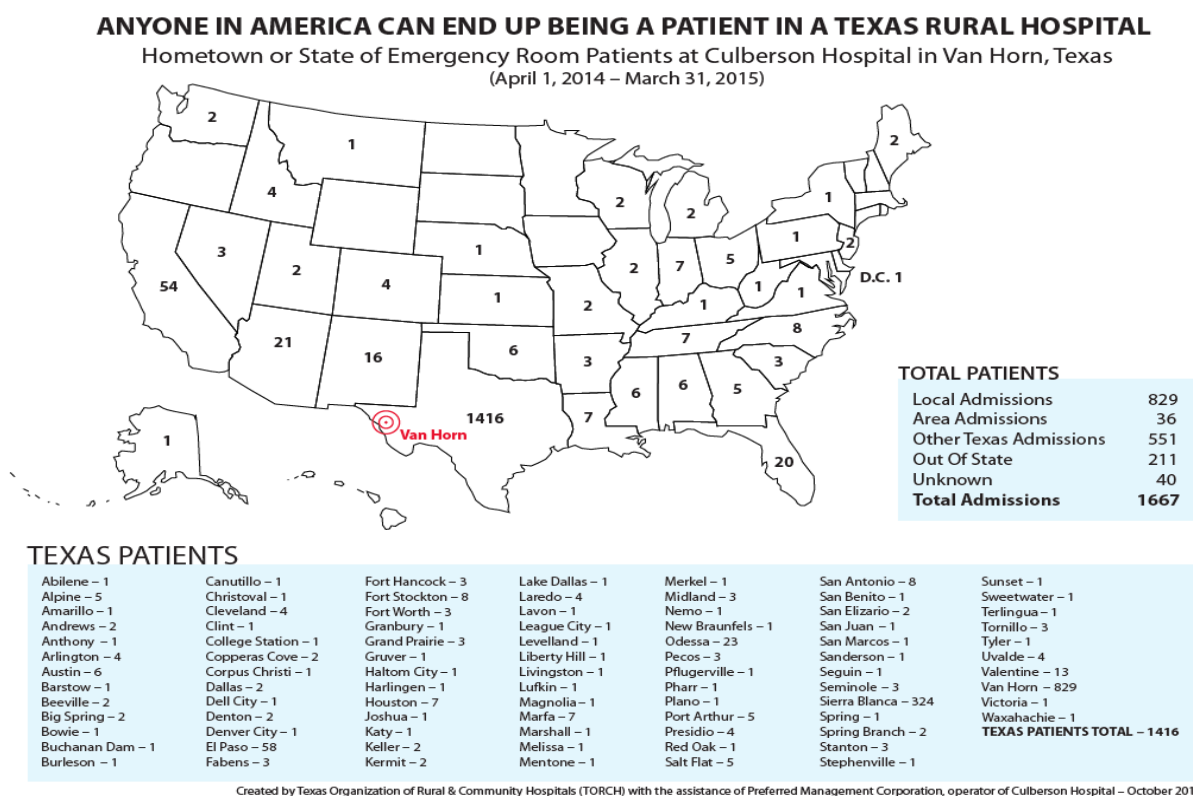 ANYONE IN AMERICA CAN END UP BEING A PATIENT IN A TEXAS RURAL HOSPITAL
Hometown or State of Emergency Room Patients at Culberson Hospital in Van Horn, Texas
(April 1, 2014 – March 31, 2015)
2
1
2
4
1
2
2
1
3
1
2
5
2
2
7
D.C. 1
54
2
4
1
1
1
2
1
8
21
7
16
6
3
3
6
6
5
1416
7
Van Horn
1
20
TOTAL PATIENTS
Local Admissions 829
Area Admissions 36
Other Texas Admissions 551
Out Of State 211
Unknown 40
Total Admissions 1667
TEXAS PATIENTS
Abilene – 1
Alpine – 5
Amarillo – 1
Andrews – 2
Anthony – 1
Arlington – 4
Austin – 6
Barstow – 1
Beeville – 2
Big Spring – 2
Bowie – 1
Buchanan Dam – 1
Burleson – 1
Canutillo – 1
Christoval – 1
Cleveland – 4
Clint – 1
College Station – 1
Copperas Cove – 2
Corpus Christi – 1
Dallas – 2
Dell City – 1
Denton – 2
Denver City – 1
El Paso – 58
Fabens – 3
Fort Hancock – 3
Fort Stockton – 8
Fort Worth – 3
Granbury – 1
Grand Prairie – 3
Gruver – 1
Haltom City – 1
Harlingen – 1
Houston – 7
Joshua – 1
Katy – 1
Keller – 2
Kermit – 2
Lake Dallas – 1
Laredo – 4
Lavon – 1
League City – 1
Levelland – 1
Liberty Hill – 1
Livingston – 1
Lufkin – 1
Magnolia – 1
Marfa – 7
Marshall – 1
Melissa – 1
Mentone – 1
Merkel – 1
Midland – 3
Nemo – 1
New Braunfels – 1
Odessa – 23
Pecos – 3
Pflugerville – 1
Pharr – 1
Plano – 1
Port Arthur – 5
Presidio – 4
Red Oak – 1
Salt Flat – 5
San Antonio – 8
San Benito – 1
San Elizario – 2
San Juan – 1
San Marcos – 1
Sanderson – 1
Seguin – 1
Seminole – 3
Sierra Blanca – 324
Spring – 1
Spring Branch – 2
Stanton – 3
Stephenville – 1
Sunset – 1
Sweetwater – 1
Terlingua – 1
Tornillo – 3
Tyler – 1
Uvalde – 4
Valentine – 13
Van Horn – 829
Victoria – 1
Waxahachie – 1
TEXAS PATIENTS TOTAL – 1416
Created by Texas Organization of Rural & Community Hospitals (TORCH) with the assistance of Preferred Management Corporation, operator of Culberson Hospital – October 201